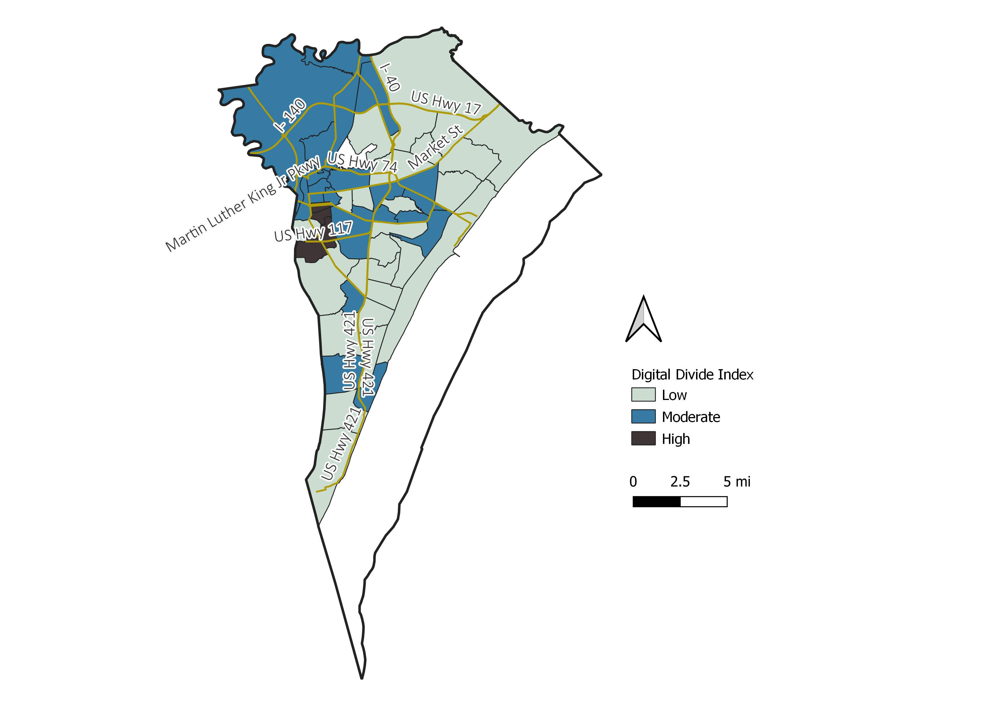 I- 40
US Hwy 17
I- 140
Market St
US Hwy 74
Martin Luther King Jr Pkwy
US Hwy 117
US Hwy 421
US Hwy 421
US Hwy 421
Digital Divide Index
Low
Moderate
High
0 2.5 5 mi